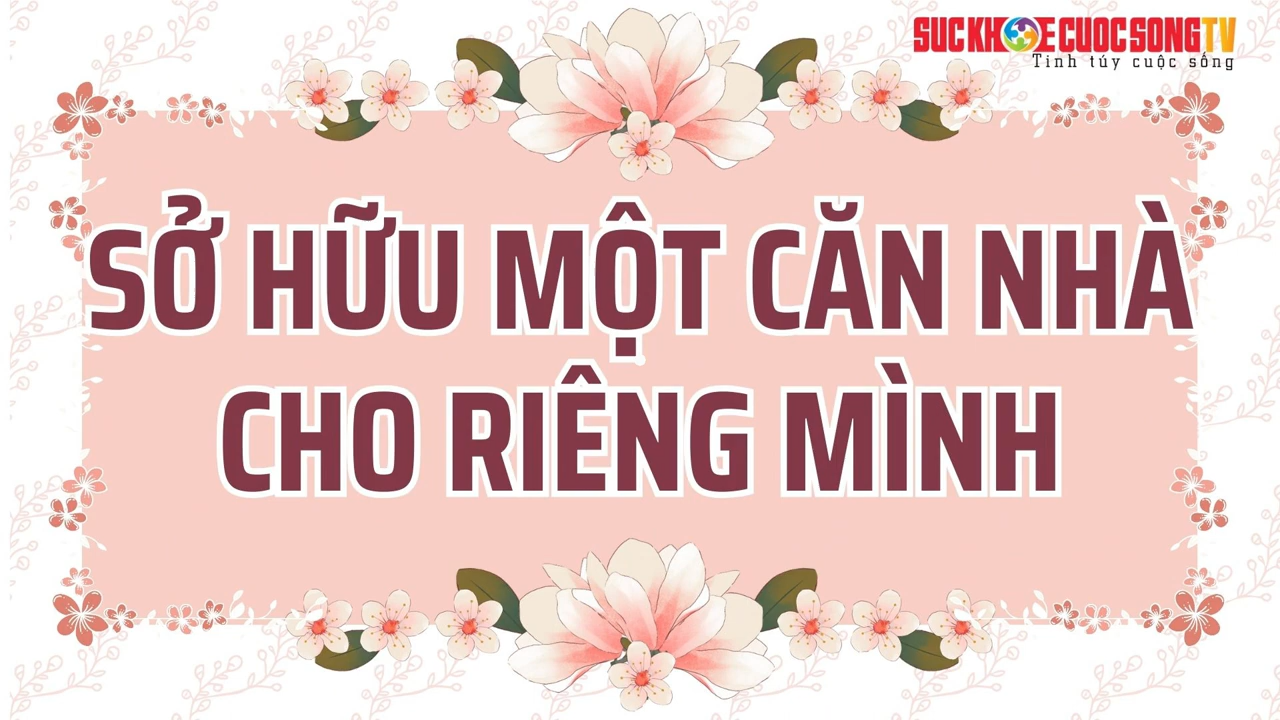 SUCKHOECUOCSONGTV
Tinh túy cuộc sống
SỞ HỮU MỘT CĂN NHÀ
CHO RIÊNG MÌNH